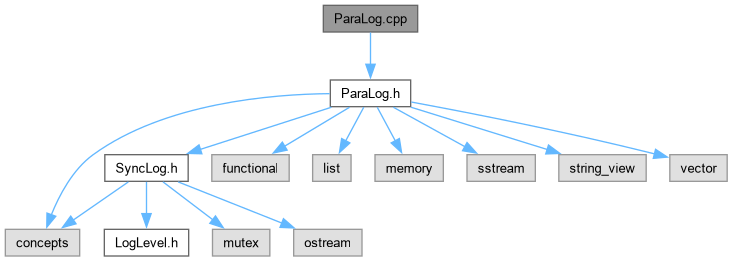 ParaLog.cpp
ParaLog.h
SyncLog.h
functional
list
memory
sstream
string_view
vector
concepts
LogLevel.h
mutex
ostream